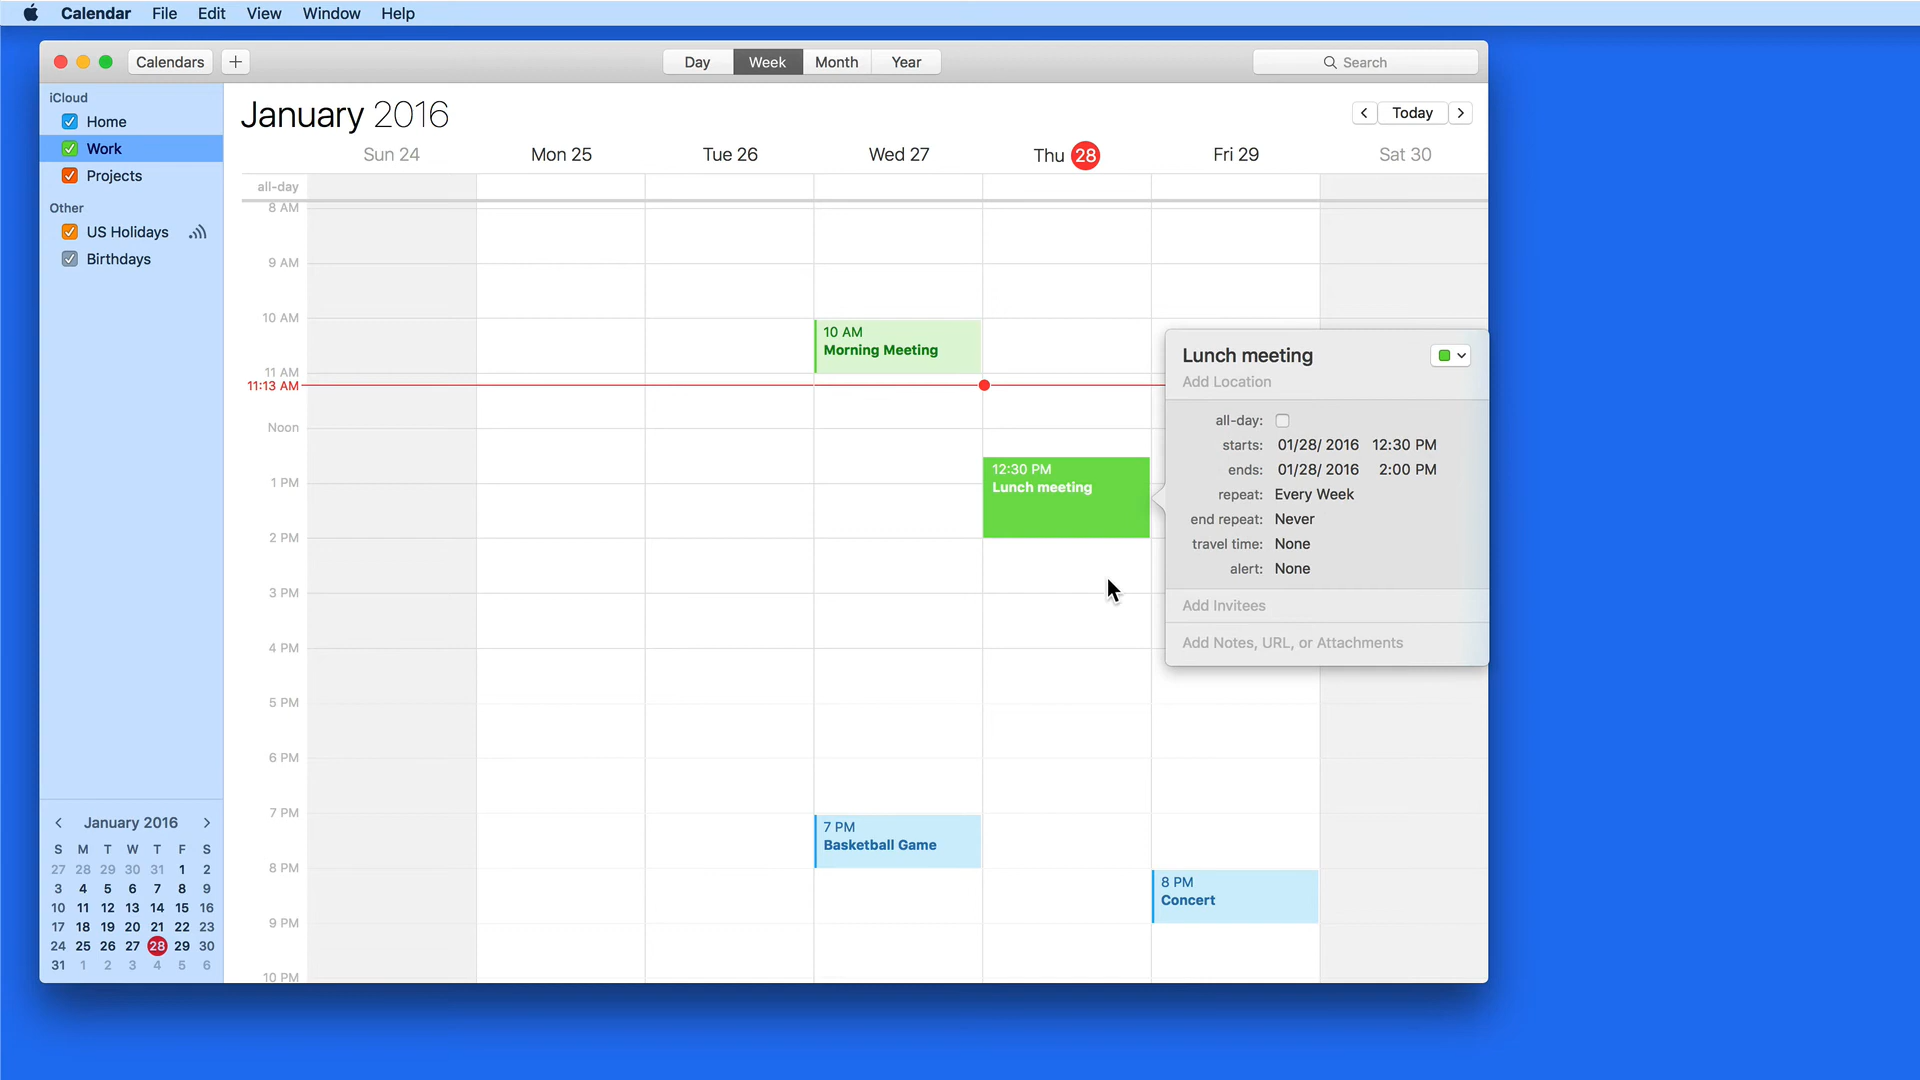 Calendar File Edit View Window Help
Calendars + Day Week Month Year Search
iCloud
Home
Work
Projects
Other
US Holidays
Birthdays
January 2016
< Today >
Sun 24 Mon 25 Tue 26 Wed 27 Thu 28 Fri 29 Sat 30
all-day
8 AM
9 AM
10 AM
11 AM
11:13 AM
Noon
1 PM
2 PM
3 PM
4 PM
5 PM
6 PM
7 PM
8 PM
9 PM
10 PM
10 AM
Morning Meeting
12:30 PM
Lunch meeting
7 PM
Basketball Game
8 PM
Concert
Lunch meeting
Add Location
all-day:
starts: 01/28/ 2016 12:30 PM
ends: 01/28/ 2016 2:00 PM
repeat: Every Week
end repeat: Never
travel time: None
alert: None
Add Invitees
Add Notes, URL, or Attachments
< January 2016 >
S M T W T F S
27 28 29 30 31 1 2
3 4 5 6 7 8 9
10 11 12 13 14 15 16
17 18 19 20 21 22 23
24 25 26 27 28 29 30
31 1 2 3 4 5 6